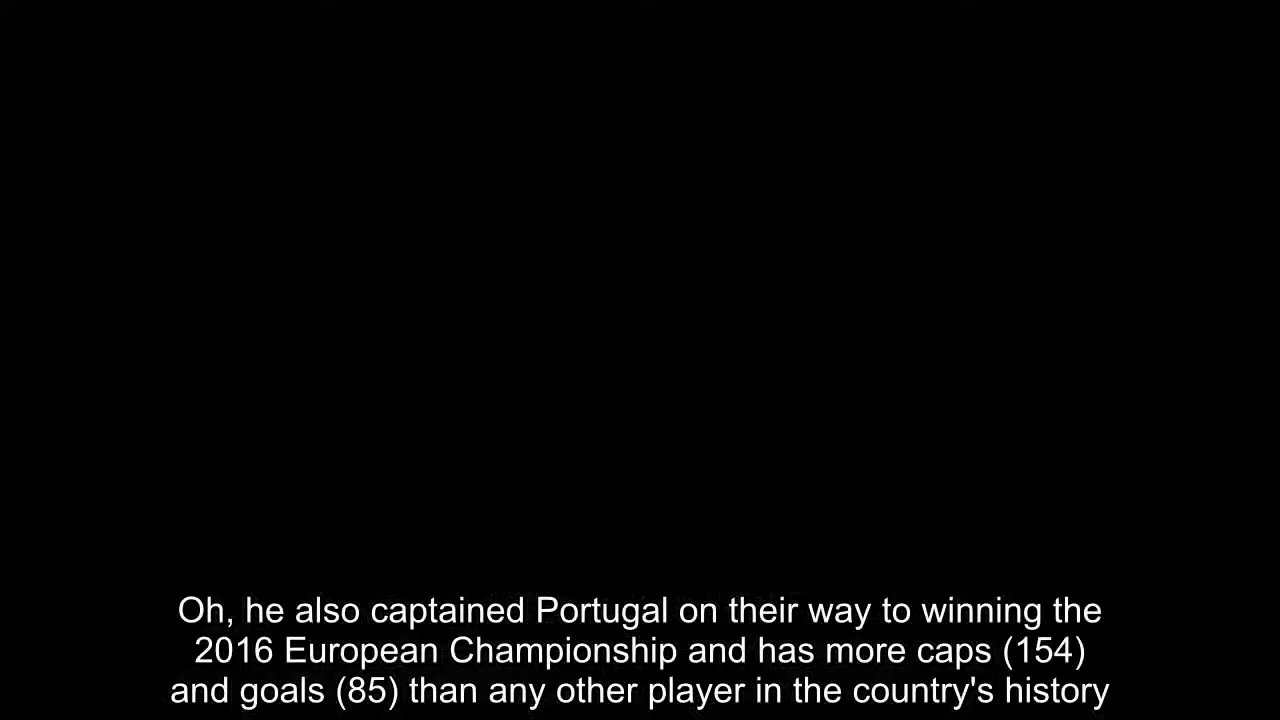 Oh, he also captained Portugal on their way to winning the
2016 European Championship and has more caps (154)
and goals (85) than any other player in the country's history